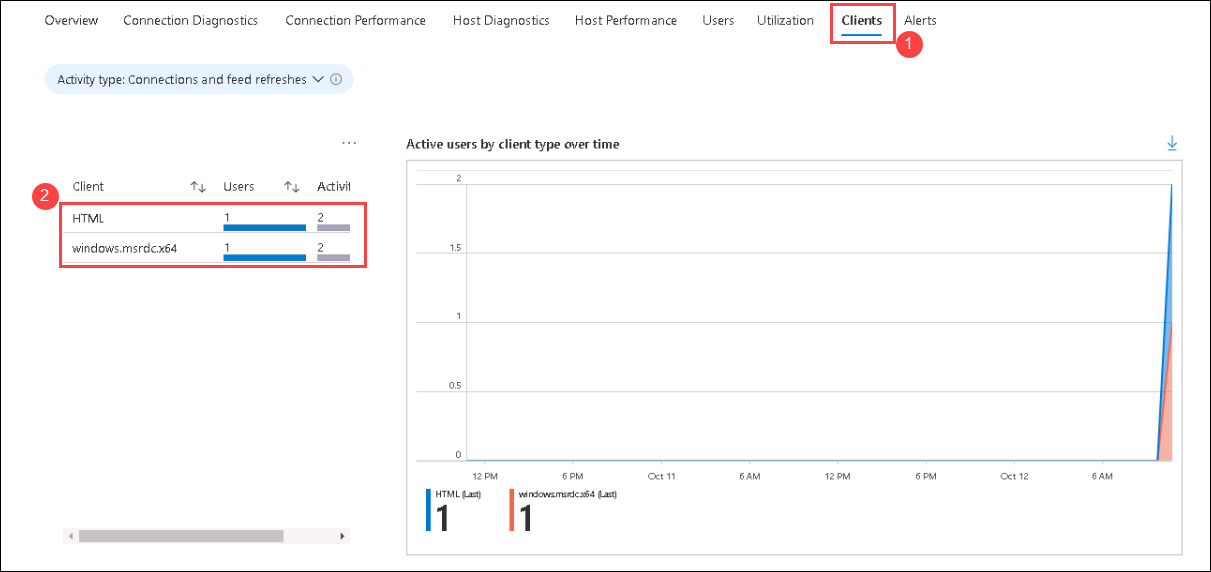 Overview Connection Diagnostics Connection Performance Host Diagnostics Host Performance Users Utilization Clients Alerts
1
Activity type: Connections and feed refreshes
Active users by client type over time
Client Users Activit
2
HTML 1 2
windows.msrdc.x64 1 2
2
1.5
1
0.5
0
12 PM 6 PM Oct 11 6 AM 12 PM 6 PM Oct 12 6 AM
HTML (Last) windows.msrdc.x64 (Last)
1 1